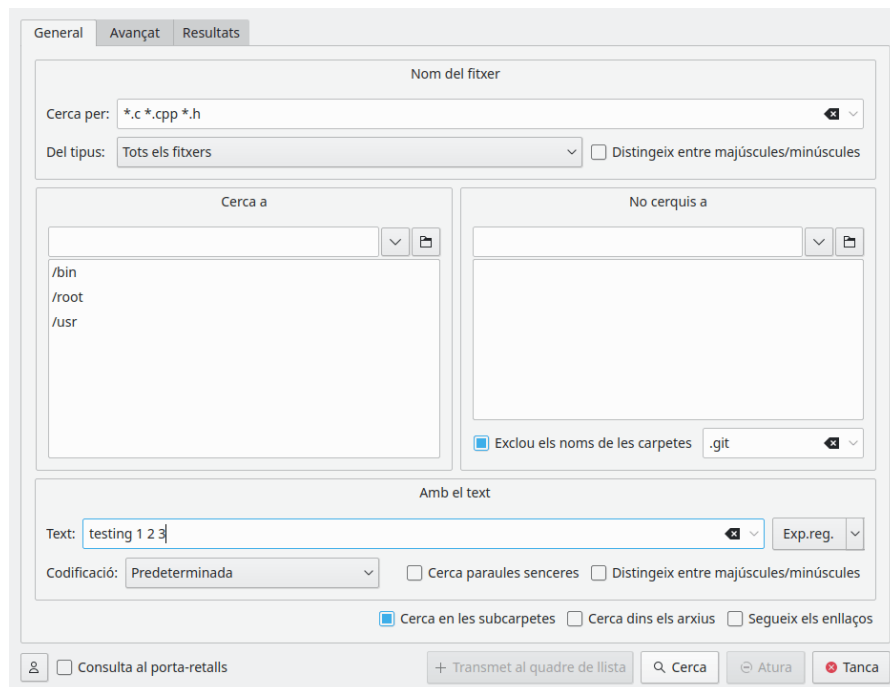 General Avançat Resultats
Nom del fitxer
Cerca per: *.c *.cpp *.h
Del tipus: Tots els fitxers Distingeix entre majúscules/minúscules
Cerca a
/bin
/root
/usr
No cerquis a
Exclou els noms de les carpetes .git
Amb el text
Text: testing 1 2 3 Exp.reg.
Codificació: Predeterminada Cerca paraules senceres Distingeix entre majúscules/minúscules
Cerca en les subcarpetes Cerca dins els arxius Segueix els enllaços
Consulta al porta-retalls + Transmet al quadre de llista Cerca Atura Tanca